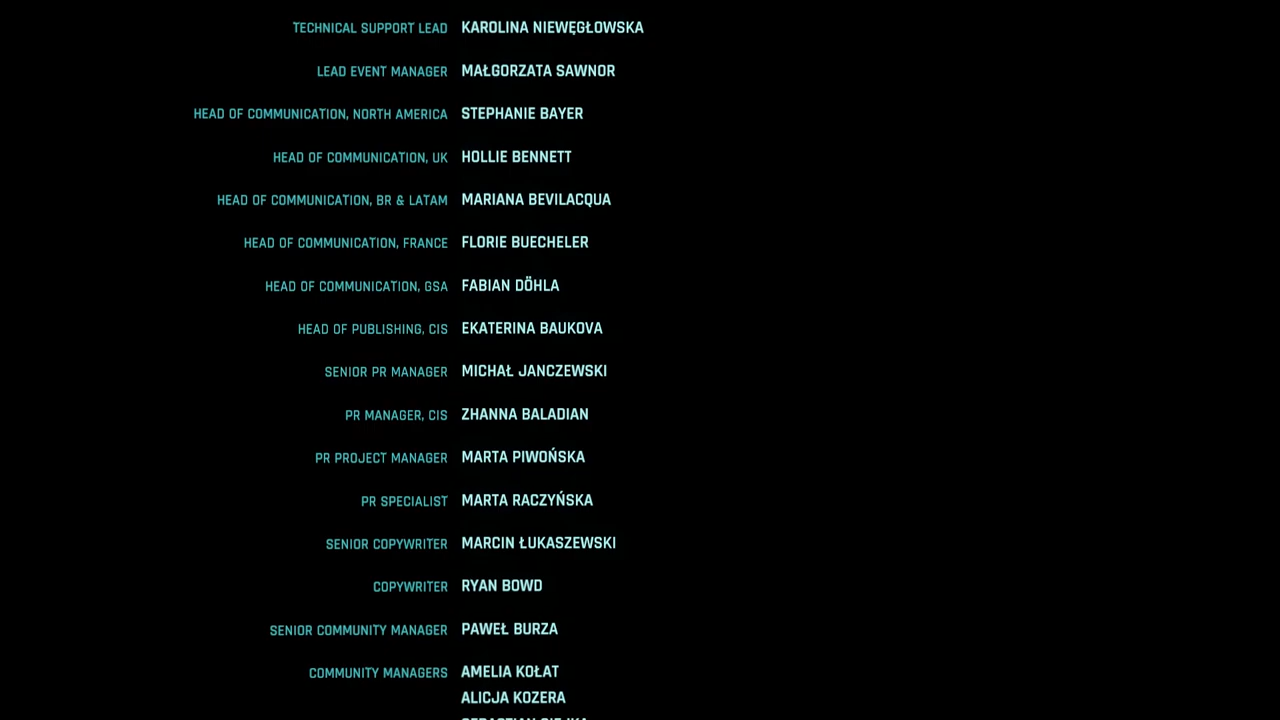 TECHNICAL SUPPORT LEAD KAROLINA NIEWĘGŁOWSKA
LEAD EVENT MANAGER MAŁGORZATA SAWNOR
HEAD OF COMMUNICATION, NORTH AMERICA STEPHANIE BAYER
HEAD OF COMMUNICATION, UK HOLLIE BENNETT
HEAD OF COMMUNICATION, BR & LATAM MARIANA BEVILACQUA
HEAD OF COMMUNICATION, FRANCE FLORIE BUECHELER
HEAD OF COMMUNICATION, GSA FABIAN DÖHLA
HEAD OF PUBLISHING, CIS EKATERINA BAUKOVA
SENIOR PR MANAGER MICHAŁ JANCZEWSKI
PR MANAGER, CIS ZHANNA BALADIAN
PR PROJECT MANAGER MARTA PIWOŃSKA
PR SPECIALIST MARTA RACZYŃSKA
SENIOR COPYWRITER MARCIN ŁUKASZEWSKI
COPYWRITER RYAN BOWD
SENIOR COMMUNITY MANAGER PAWEŁ BURZA
COMMUNITY MANAGERS AMELIA KOŁAT
ALICJA KOZERA